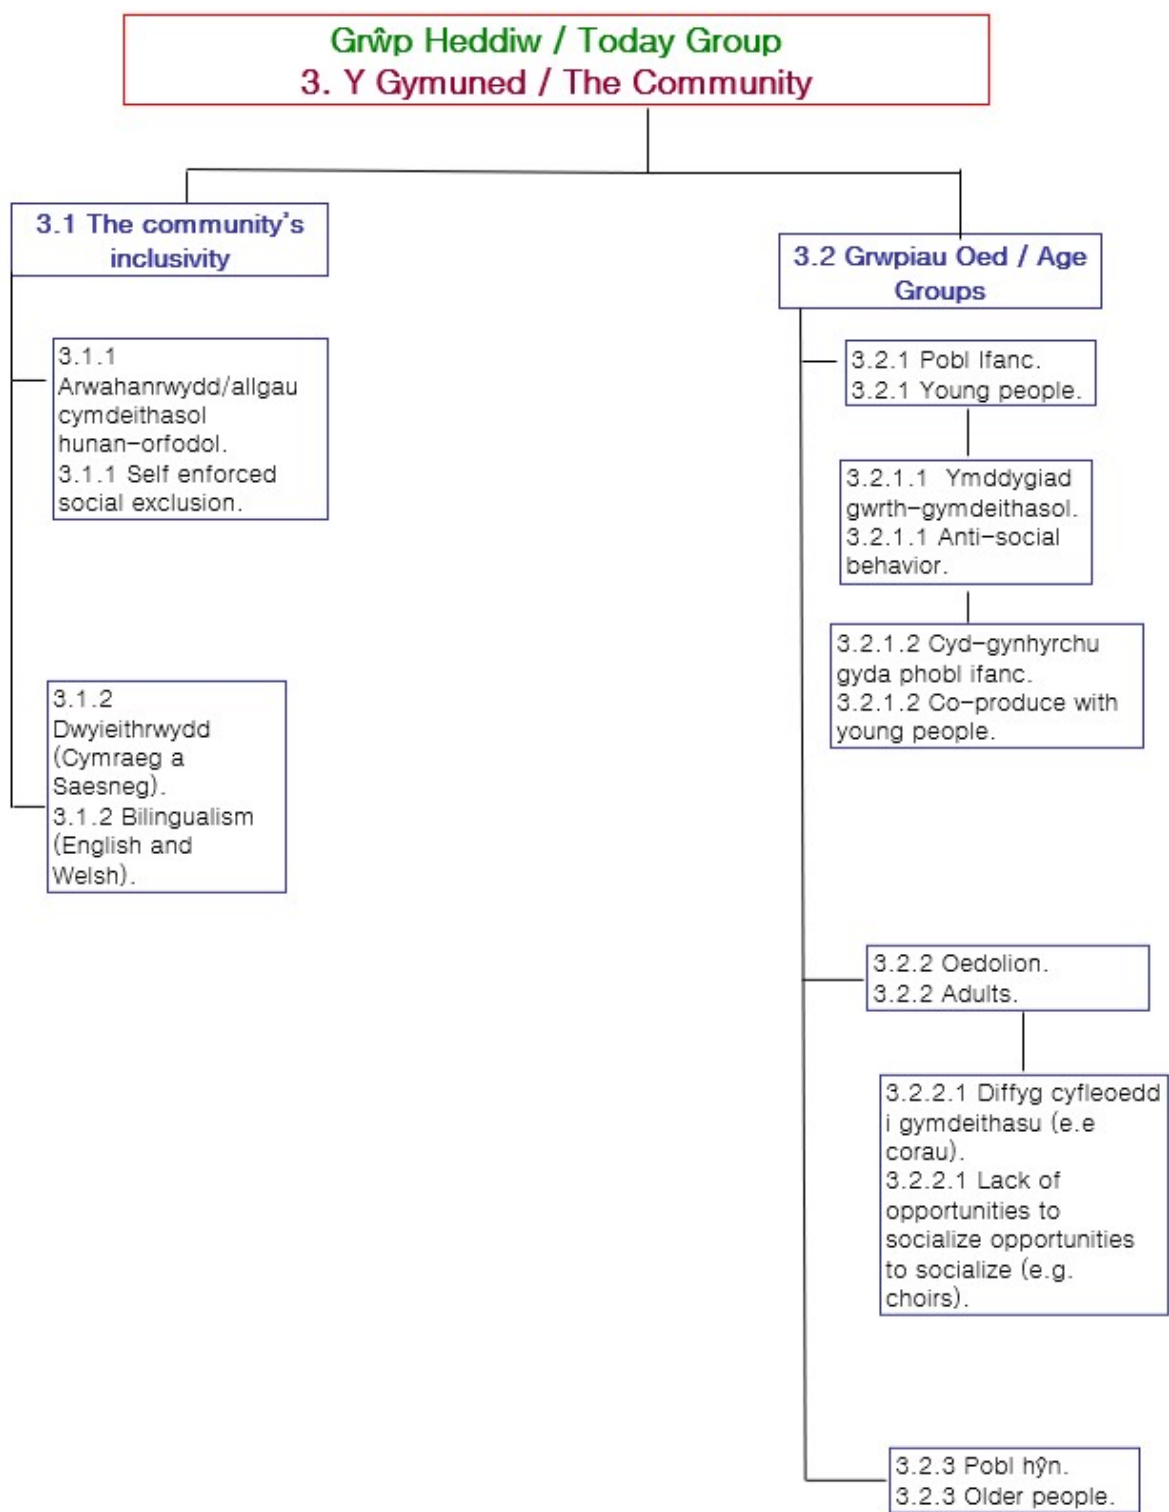 Grŵp Heddiw / Today Group
3. Y Gymuned / The Community
3.1 The community's
inclusivity
3.1.1
Arwahanrwydd/allgau
cymdeithasol
hunan-orfodol.
3.1.1 Self enforced
social exclusion.
3.1.2
Dwyieithrwydd
(Cymraeg a
Saesneg).
3.1.2 Bilingualism
(English and
Welsh).
3.2 Grwpiau Oed / Age
Groups
3.2.1 Pobl Ifanc.
3.2.1 Young people.
3.2.1.1 Ymddygiad
gwrth-gymdeithasol.
3.2.1.1 Anti-social
behavior.
3.2.1.2 Cyd-gynhyrchu
gyda phobl ifanc.
3.2.1.2 Co-produce with
young people.
3.2.2 Oedolion.
3.2.2 Adults.
3.2.2.1 Diffyg cyfleoedd
i gymdeithasu (e.e
corau).
3.2.2.1 Lack of
opportunities to
socialize opportunities
to socialize (e.g.
choirs).
3.2.3 Pobl hŷn.
3.2.3 Older people.